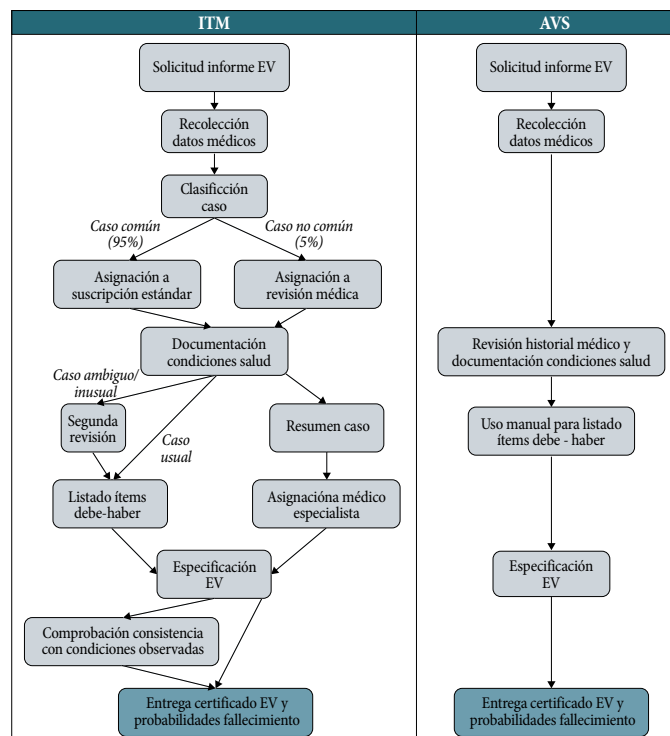 ITM
Solicitud informe EV
Recolección
datos médicos
Clasificción
caso
Caso común
(95%)
Caso no común
(5%)
Asignación a
suscripción estándar
Asignación a
revisión médica
Documentación
condiciones salud
Caso ambiguo/
inusual
Segunda
revisión
Caso
usual
Resumen caso
Listado ítems
debe-haber
Asignacióna médico
especialista
Especificación
EV
Comprobación consistencia
con condiciones observadas
Entrega certificado EV y
probabilidades fallecimiento
AVS
Solicitud informe EV
Recolección
datos médicos
Revisión historial médico y
documentación condiciones salud
Uso manual para listado
ítems debe - haber
Especificación
EV
Entrega certificado EV y
probabilidades fallecimiento